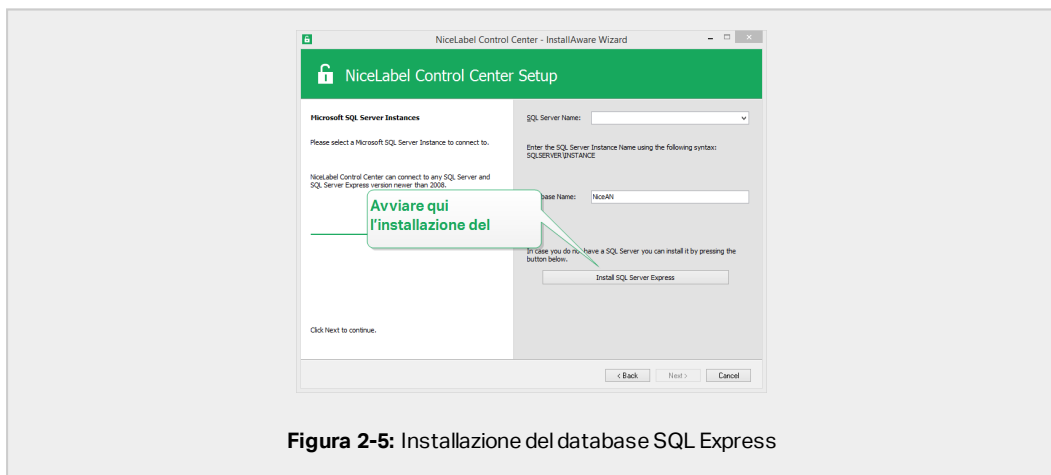 NiceLabel Control Center - InstallAware Wizard
NiceLabel Control Center Setup
Microsoft SQL Server Instances
Please select a Microsoft SQL Server Instance to connect to.
NiceLabel Control Center can connect to any SQL Server and
SQL Server Express version newer than 2008.
Avviare qui
l'installazione del
Click Next to continue.
SQL Server Name:
Enter the SQL Server Instance Name using the following syntax:
SQLSERVER\INSTANCE
base Name: NiceAN
In case you do not have a SQL Server you can install it by pressing the
button below.
Install SQL Server Express
< Back Next > Cancel
Figura 2-5: Installazione del database SQL Express